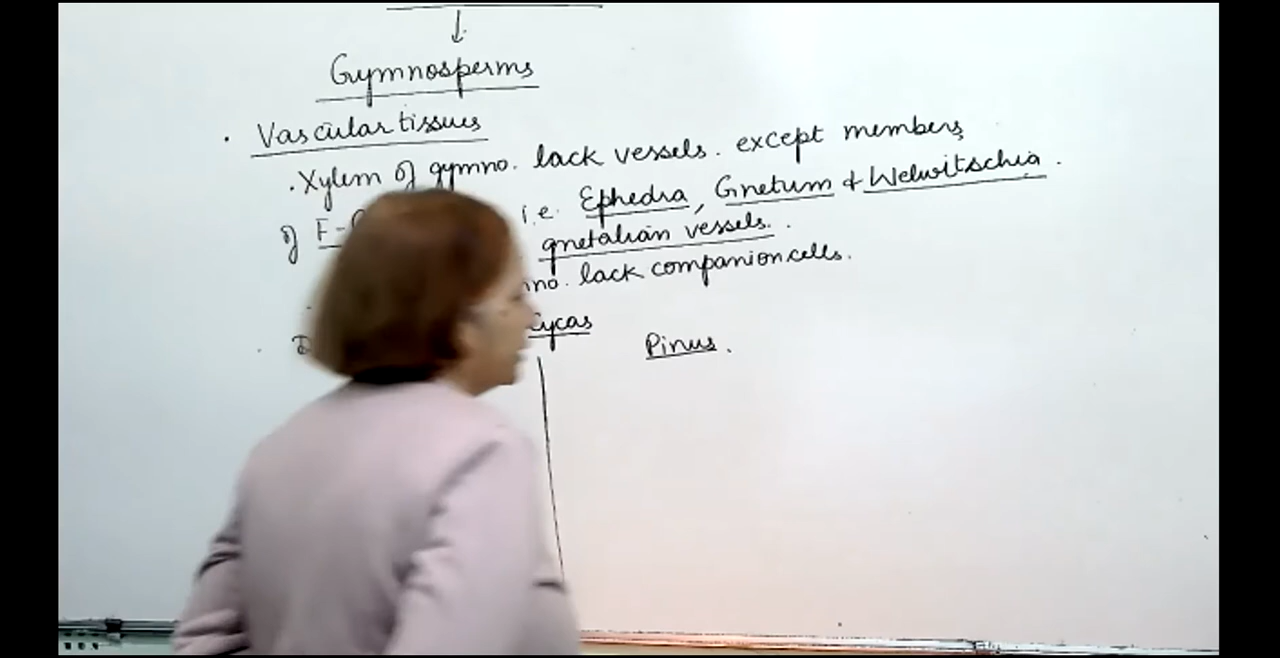 Gymnosperms
. Vascular tissues
. Xylem of gymno. lack vessels. except members
of i.e. Ephedra, Gnetum & Welwitschia.
gnetalian vessels.
lack companion cells.
Cycas Pinus.